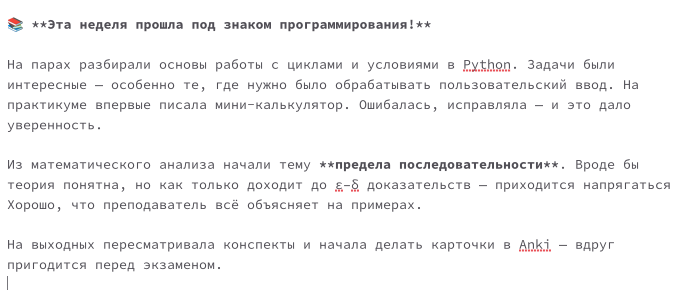 📚 **Эта неделя прошла под знаком программирования!**
На парах разбирали основы работы с циклами и условиями в Python. Задачи были
интересные — особенно те, где нужно было обрабатывать пользовательский ввод. На
практикуме впервые писала мини-калькулятор. Ошибалась, исправляла — и это дало
уверенность.
Из математического анализа начали тему **предела последовательности**. Вроде бы
теория понятна, но как только доходит до ε–δ доказательств — приходится напрягаться
Хорошо, что преподаватель всё объясняет на примерах.
На выходных пересматривала конспекты и начала делать карточки в Anki — вдруг
пригодится перед экзаменом.